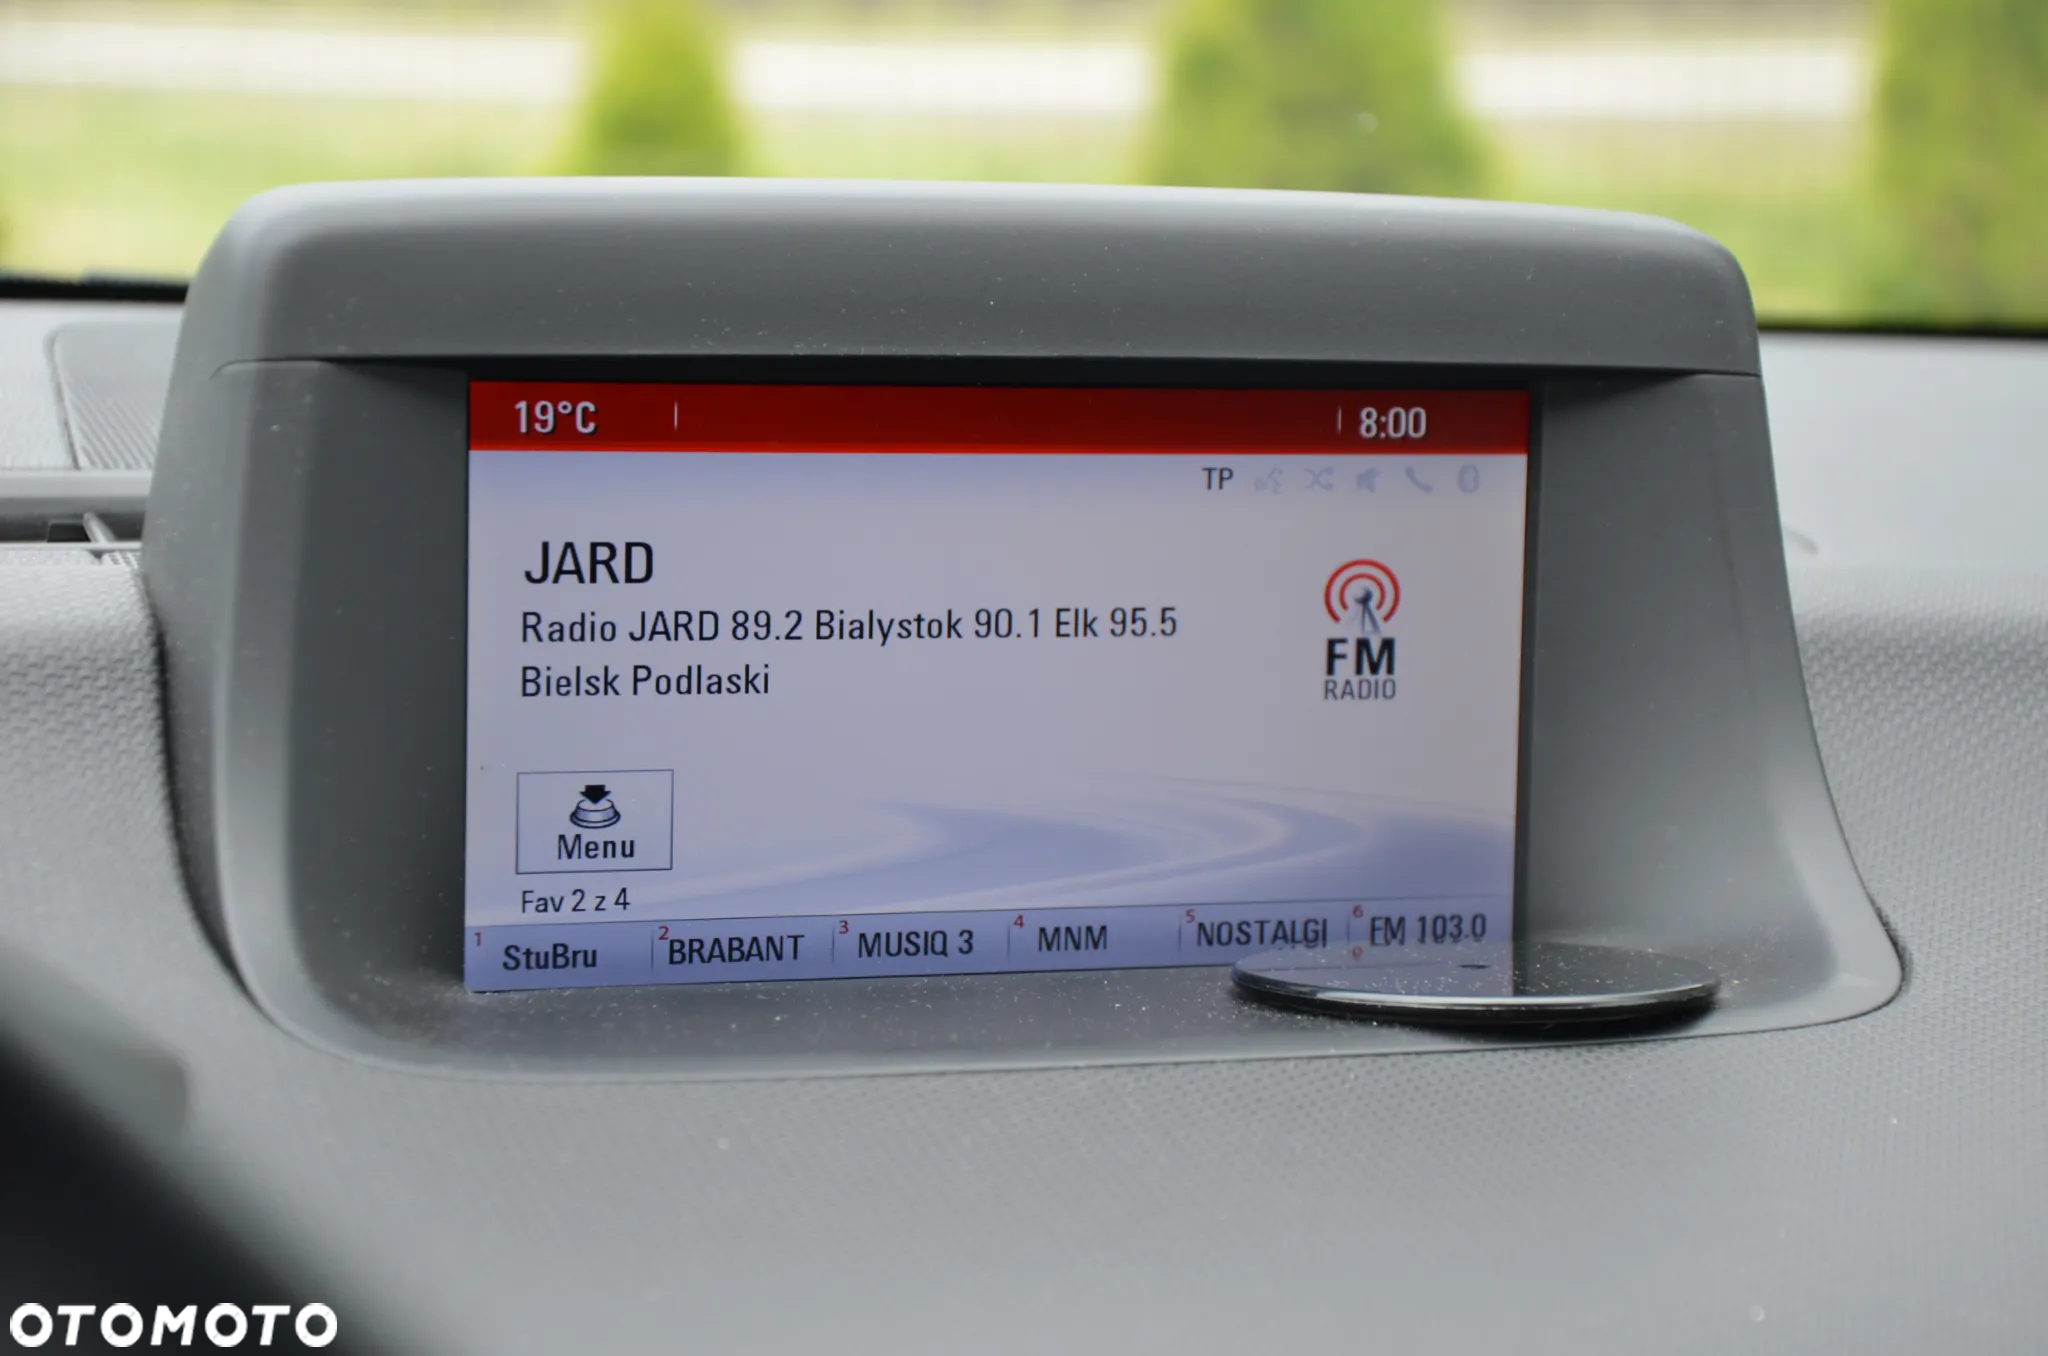 19°C 8:00
TP
JARD
Radio JARD 89.2 Bialystok 90.1 Elk 95.5
Bielsk Podlaski
FM
RADIO
Menu
Fav 2 z 4
1 StuBru 2 BRABANT 3 MUSIQ 3 4 MNM 5 NOSTALGI 6 FM 103.0
OTOMOTO